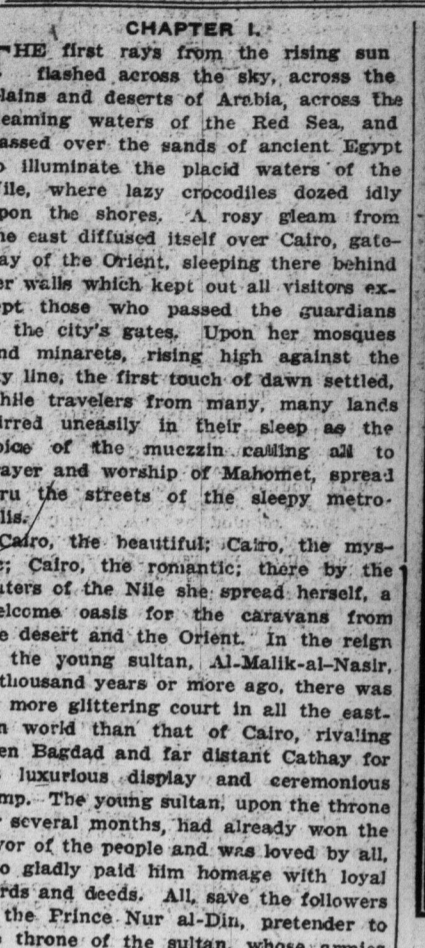 CHAPTER I.
THE first rays from the rising sun
flashed across the sky, across the
lains and deserts of Arabia, across the
eaming waters of the Red Sea, and
assed over the sands of ancient Egypt
o illuminate the placid waters of the
ile, where lazy crocodiles dozed idly
pon the shores. A rosy gleam from
he east diffused itself over Cairo, gate-
ay of the Orient, sleeping there behind
er walls which kept out all visitors ex-
ept those who passed the guardians
the city's gates. Upon her mosques
nd minarets, rising high against the
y line, the first touch of dawn settled,
hile travelers from many, many lands
irred uneasily in their sleep as the
oice of the muezzin calling all to
rayer and worship of Mahomet, spread
ru the streets of the sleepy metro-
lis.
Cairo, the beautiful; Cairo, the mys-
c; Cairo, the romantic; there by the
aters of the Nile she spread herself, a
elcome oasis for the caravans from
e desert and the Orient. In the reign
the young sultan, Al-Malik-al-Nasir,
thousand years or more ago, there was
more glittering court in all the east-
n world than that of Cairo, rivaling
en Bagdad and far distant Cathay for
s luxurious display and ceremonious
mp. The young sultan, upon the throne
r several months, had already won the
vor of the people and was loved by all,
o gladly paid him homage with loyal
rds and deeds. All, save the followers
the Prince Nur al-Din, pretender to
throne of the sultan, whose armies